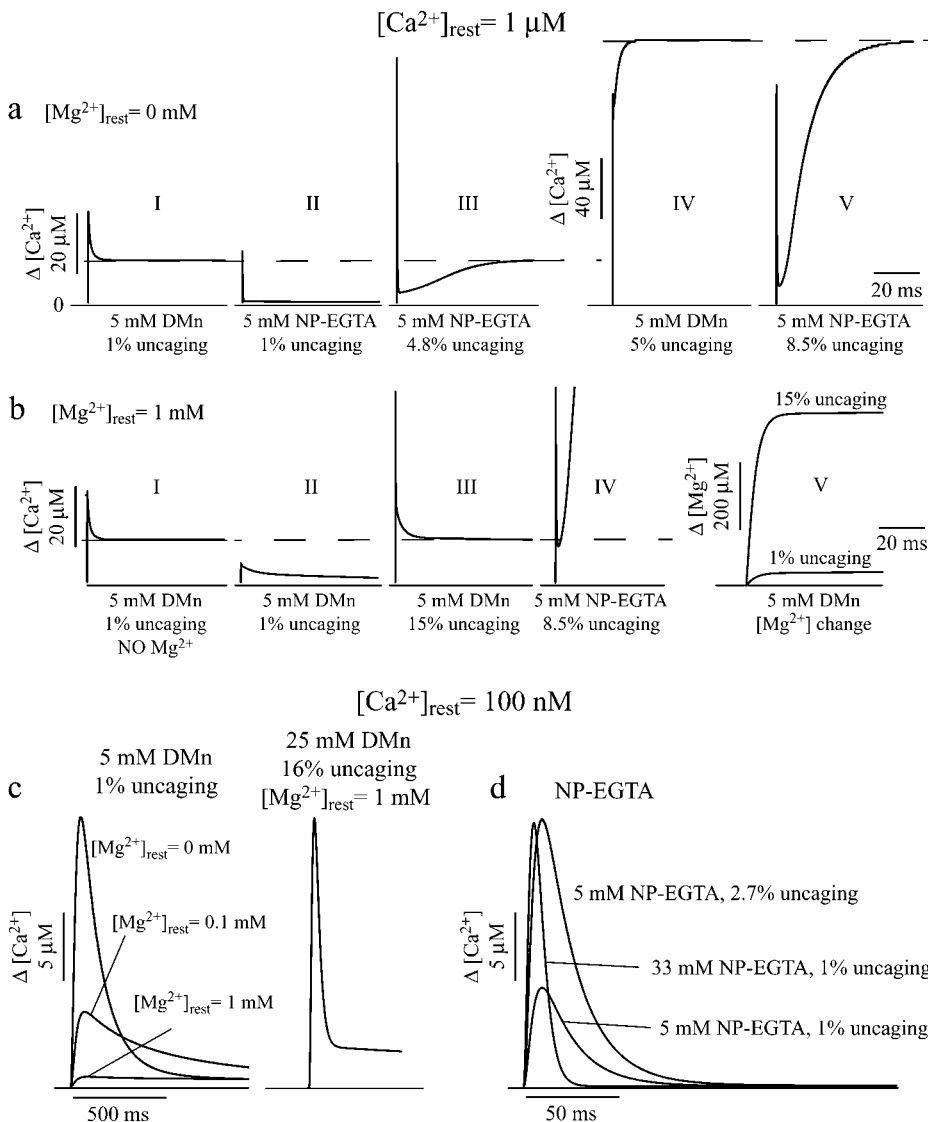 [Ca²⁺]rest= 1 µM
a [Mg²⁺]rest= 0 mM
Δ [Ca²⁺]
20 µM
0
I
II
III
Δ [Ca²⁺]
40 µM
IV
V
20 ms
5 mM DMn
1% uncaging
5 mM NP-EGTA
1% uncaging
5 mM NP-EGTA
4.8% uncaging
5 mM DMn
5% uncaging
5 mM NP-EGTA
8.5% uncaging
b [Mg²⁺]rest= 1 mM
Δ [Ca²⁺]
20 µM
I
II
III
IV
15% uncaging
Δ [Mg²⁺]
200 µM
V
20 ms
1% uncaging
5 mM DMn
1% uncaging
NO Mg²⁺
5 mM DMn
1% uncaging
5 mM DMn
15% uncaging
5 mM NP-EGTA
8.5% uncaging
5 mM DMn
[Mg²⁺] change
[Ca²⁺]rest= 100 nM
c
5 mM DMn
1% uncaging
25 mM DMn
16% uncaging
[Mg²⁺]rest= 1 mM
[Mg²⁺]rest= 0 mM
[Mg²⁺]rest= 0.1 mM
[Mg²⁺]rest= 1 mM
Δ [Ca²⁺]
5 µM
500 ms
d NP-EGTA
Δ [Ca²⁺]
5 µM
5 mM NP-EGTA, 2.7% uncaging
33 mM NP-EGTA, 1% uncaging
5 mM NP-EGTA, 1% uncaging
50 ms